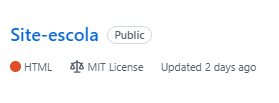 Site-escola Public
HTML MIT License Updated 2 days ago